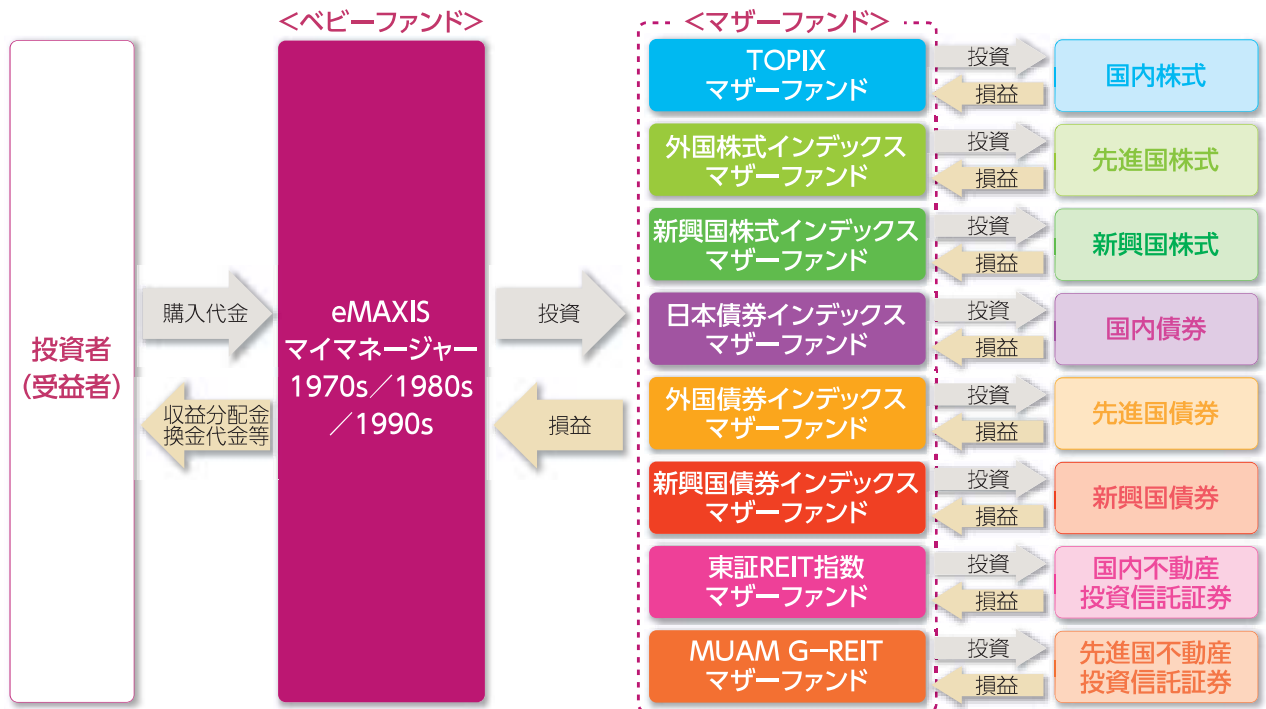 <ベビーファンド>
<マザーファンド>
投資者
(受益者)
購入代金
収益分配金
換金代金等
eMAXIS
マイマネージャー
1970s/1980s
/1990s
投資
損益
TOPIX
マザーファンド
投資
損益
国内株式
外国株式インデックス
マザーファンド
投資
損益
先進国株式
新興国株式インデックス
マザーファンド
投資
損益
新興国株式
日本債券インデックス
マザーファンド
投資
損益
国内債券
外国債券インデックス
マザーファンド
投資
損益
先進国債券
新興国債券インデックス
マザーファンド
投資
損益
新興国債券
東証REIT指数
マザーファンド
投資
損益
国内不動産
投資信託証券
MUAM G-REIT
マザーファンド
投資
損益
先進国不動産
投資信託証券